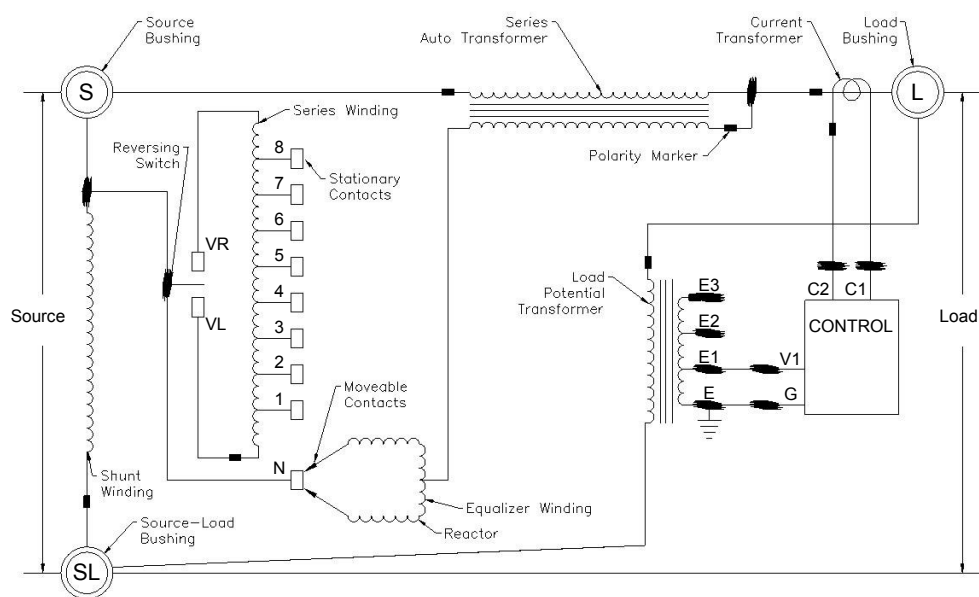 Source
Bushing
Series
Auto Transformer
Current
Transformer
Load
Bushing
S
L
Series Winding
Reversing
Switch
8
Stationary
Contacts
7
6
5
4
3
2
1
VR
VL
Polarity Marker
Load
Potential
Transformer
E3
E2
E1
E
V1
G
C2
C1
CONTROL
Source
Load
Moveable
Contacts
N
Shunt
Winding
Equalizer Winding
Reactor
Source-Load
Bushing
SL